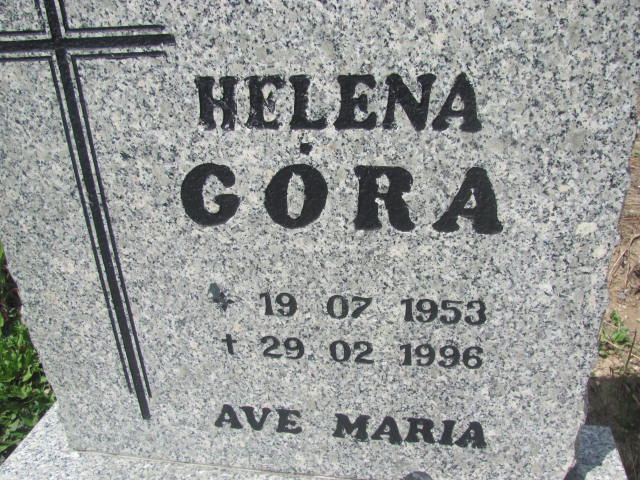 HELENA
GÓRA
* 19 07 1953
† 29 02 1996
AVE MARIA